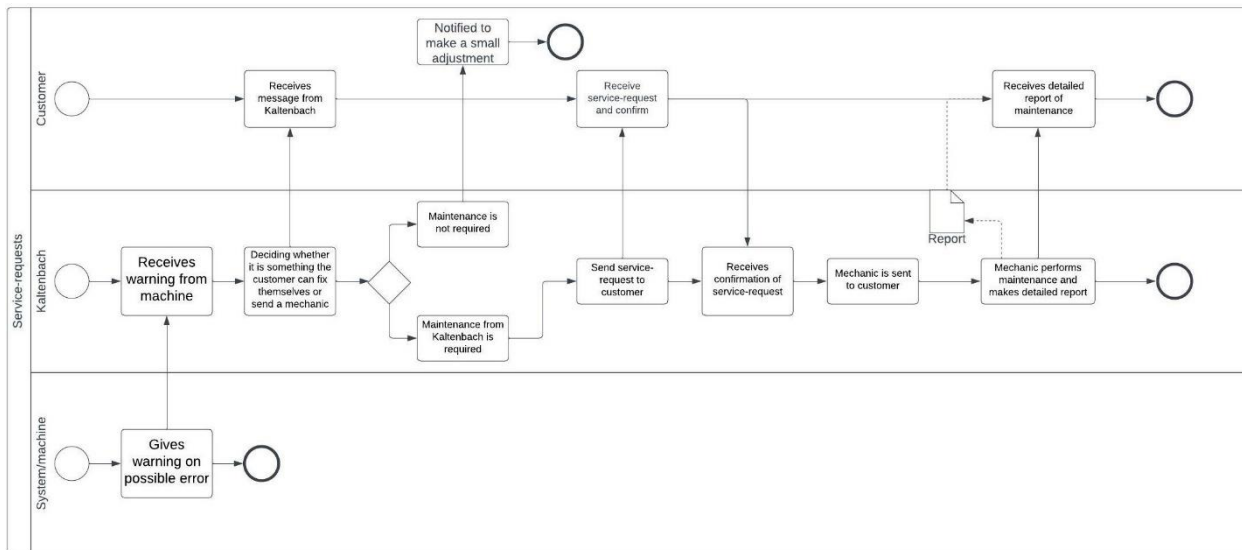 Service-requests
Customer
Notified to
make a small
adjustment
Receives
message from
Kaltenbach
Receive
service-request
and confirm
Receives detailed
report of
maintenance
Kaltenbach
Receives
warning from
machine
Deciding whether
it is something the
customer can fix
themselves or
send a mechanic
Maintenance is
not required
Maintenance from
Kaltenbach is
required
Send service-
request to
customer
Receives
confirmation of
service-request
Mechanic is sent
to customer
Report
Mechanic performs
maintenance and
makes detailed report
System/machine
Gives
warning on
possible error